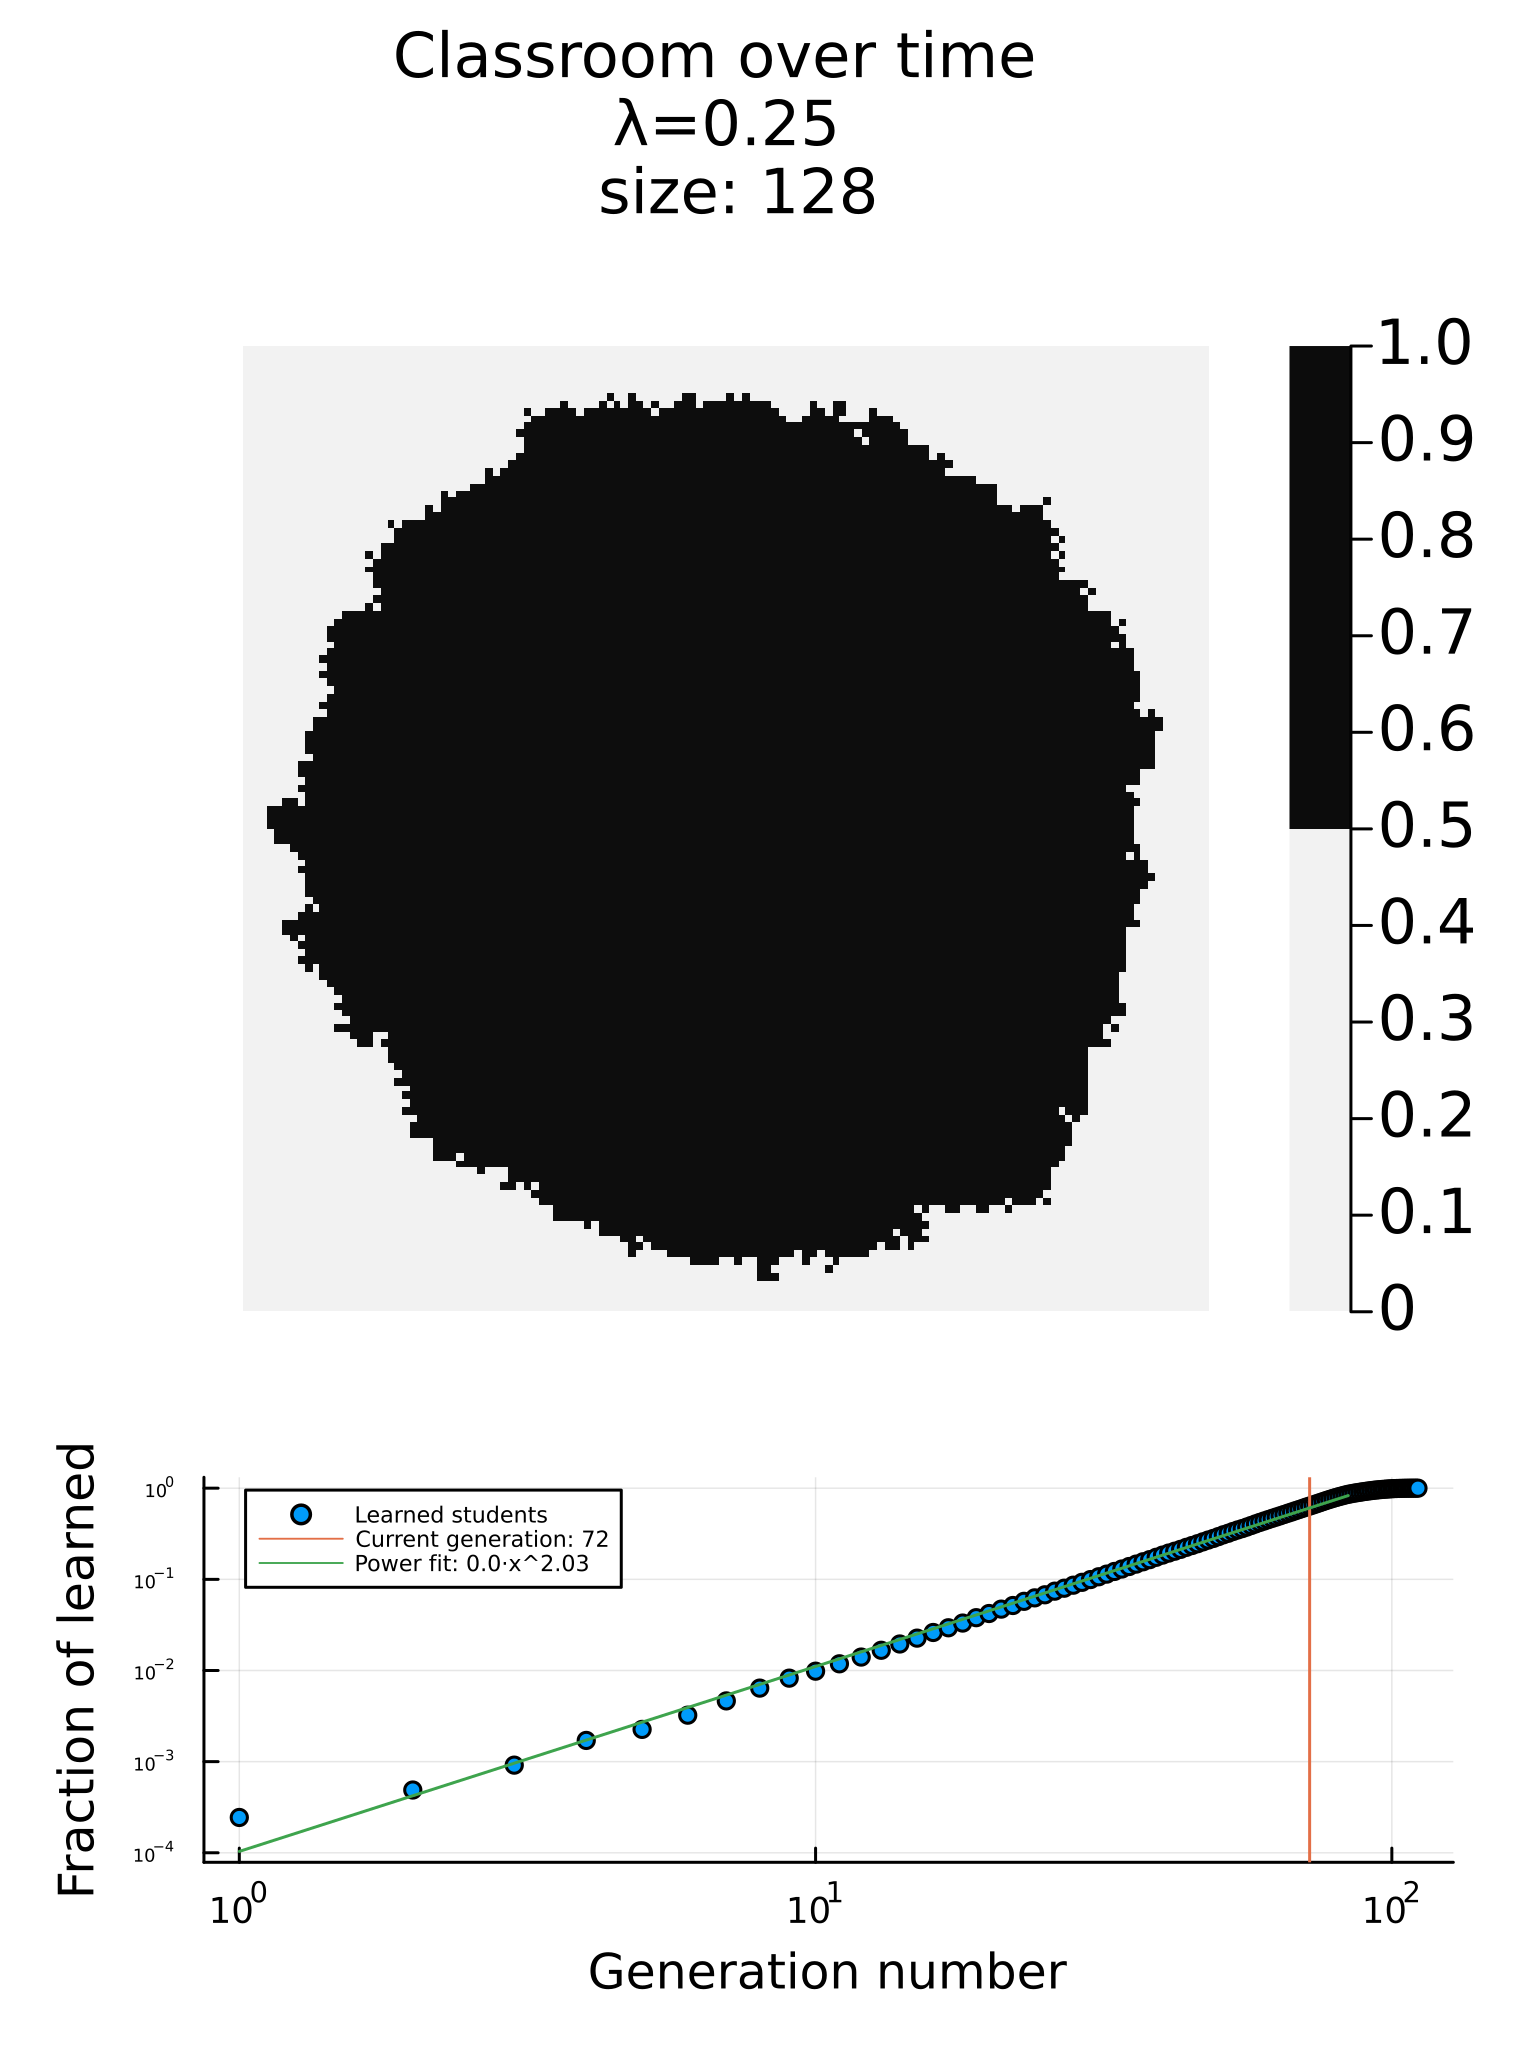 Classroom over time
λ=0.25
size: 128
1.0
0.9
0.8
0.7
0.6
0.5
0.4
0.3
0.2
0.1
0
Fraction of learned
10^0
10^-1
10^-2
10^-3
10^-4
Learned students
Current generation: 72
Power fit: 0.0·x^2.03
10^0 10^1 10^2
Generation number